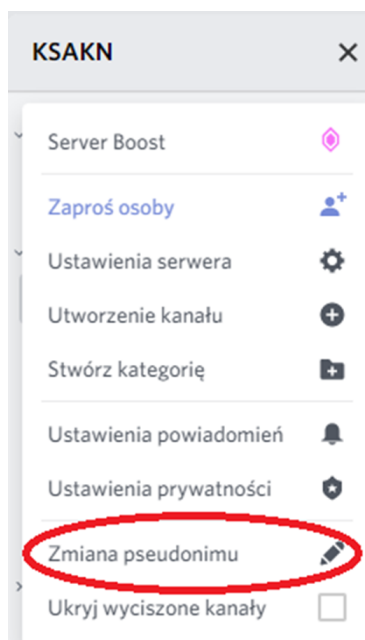 KSAKN
Server Boost
Zaproś osoby
Ustawienia serwera
Utworzenie kanału
Stwórz kategorię
Ustawienia powiadomień
Ustawienia prywatności
Zmiana pseudonimu
Ukryj wyciszone kanały